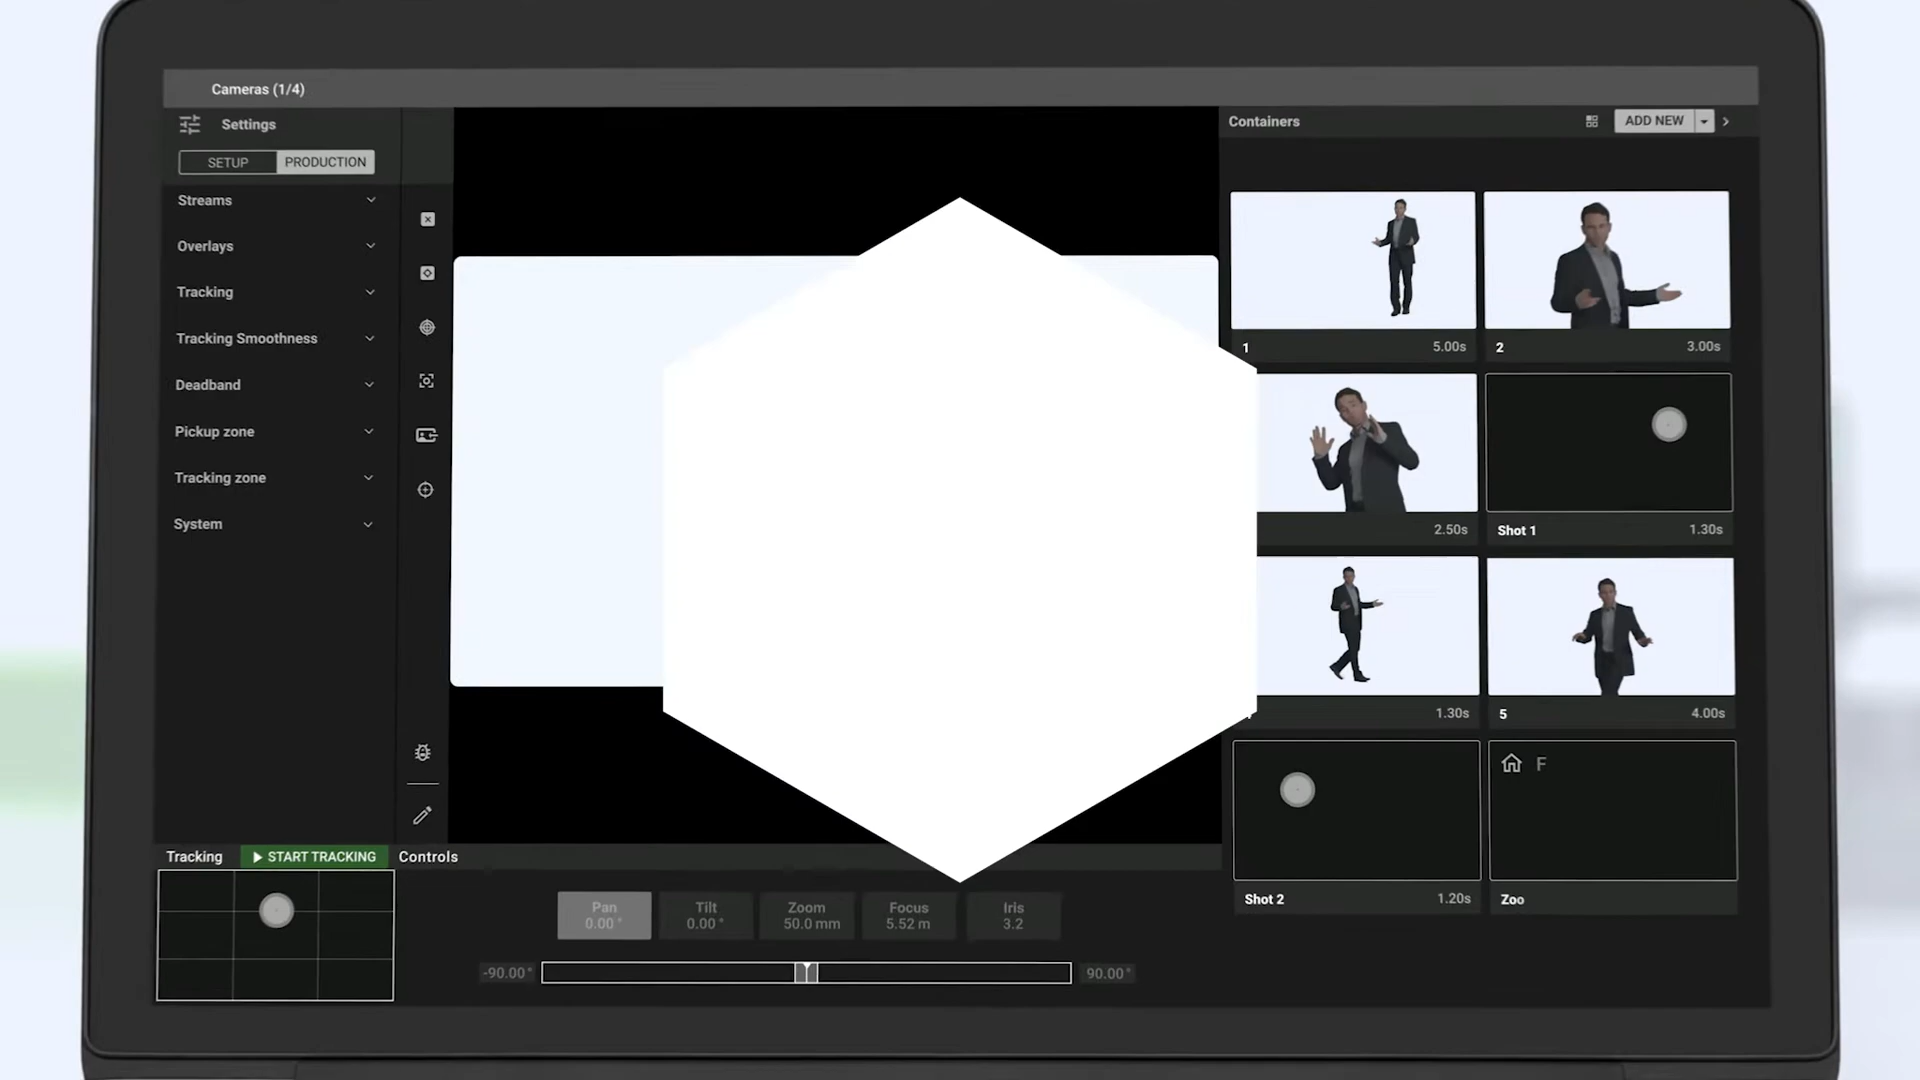 Cameras (1/4)
Settings
SETUP
PRODUCTION
Streams
Overlays
Tracking
Tracking Smoothness
Deadband
Pickup zone
Tracking zone
System
Containers
ADD NEW
1 5.00s
2 3.00s
2.50s
Shot 1 1.30s
1.30s
5 4.00s
F
Shot 2 1.20s
Zoo
Tracking
START TRACKING
Controls
Pan
0.00°
Tilt
0.00°
Zoom
50.0 mm
Focus
5.52 m
Iris
3.2
-90.00°
90.00°